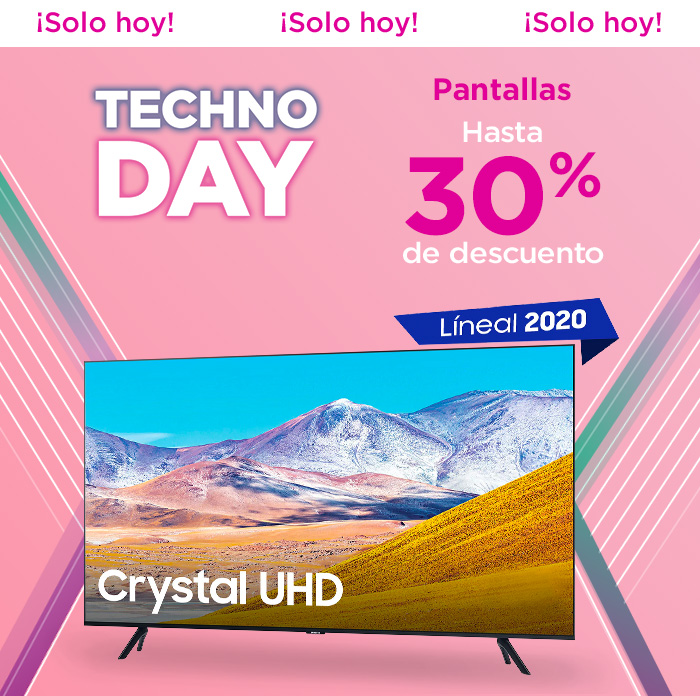 ¡Solo hoy! ¡Solo hoy! ¡Solo hoy!
TECHNO
DAY
Pantallas
Hasta
30%
de descuento
Líneal 2020
Crystal UHD